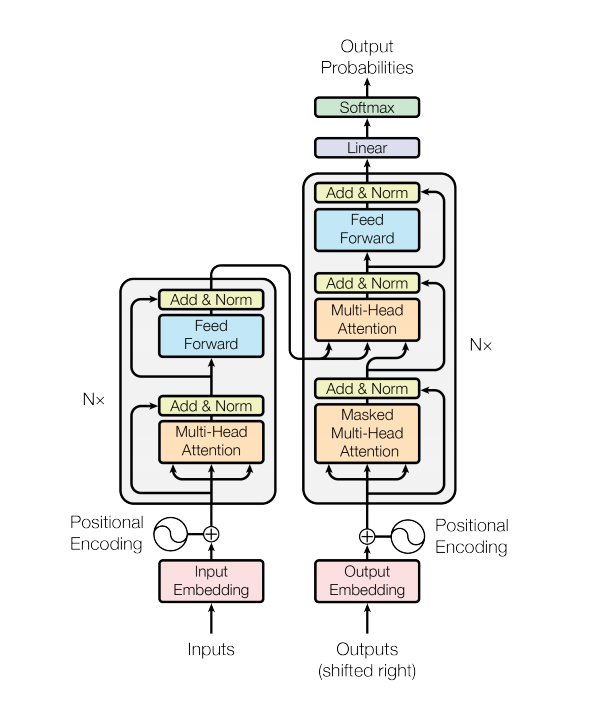 Output
Probabilities
Softmax
Linear
Add & Norm
Feed
Forward
Add & Norm
Multi-Head
Attention
Add & Norm
Masked
Multi-Head
Attention
N×
Positional
Encoding
Output
Embedding
Outputs
(shifted right)
Add & Norm
Feed
Forward
Add & Norm
Multi-Head
Attention
N×
Positional
Encoding
Input
Embedding
Inputs